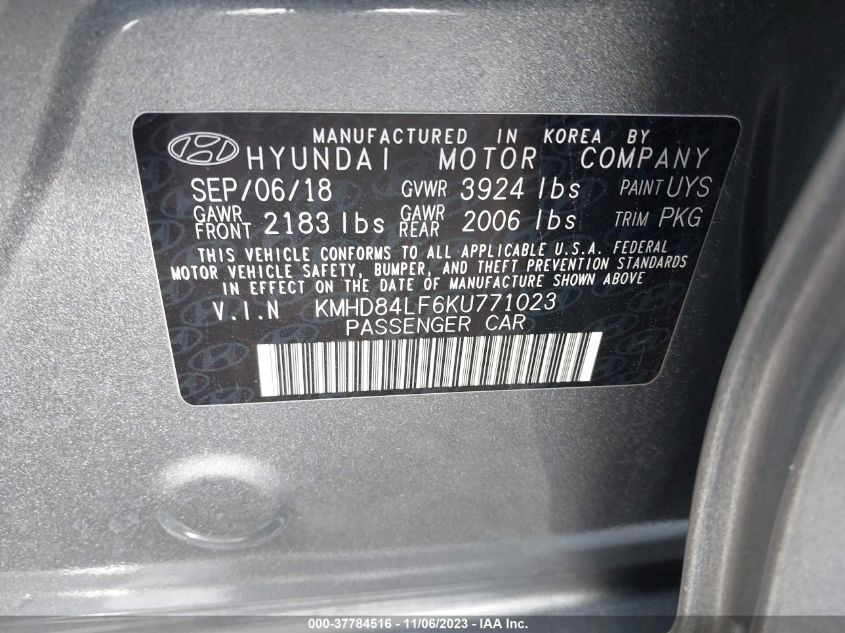 MANUFACTURED IN KOREA BY
HYUNDAI MOTOR COMPANY
SEP/06/18 GVWR 3924 lbs PAINT UYS
GAWR FRONT 2183 lbs GAWR REAR 2006 lbs TRIM PKG
THIS VEHICLE CONFORMS TO ALL APPLICABLE U.S.A. FEDERAL
MOTOR VEHICLE SAFETY, BUMPER, AND THEFT PREVENTION STANDARDS
IN EFFECT ON THE DATE OF MANUFACTURE SHOWN ABOVE
V.I.N KMHD84LF6KU771023
PASSENGER CAR
000-37784516 - 11/06/2023 - IAA Inc.